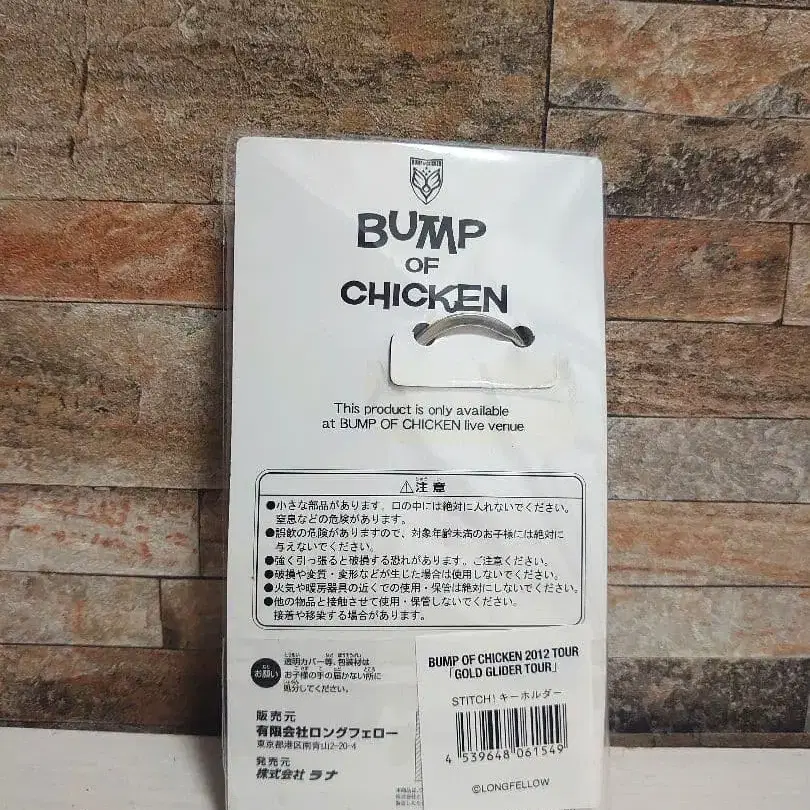 BUMP OF CHICKEN
BUMP
OF
CHICKEN
This product is only available
at BUMP OF CHICKEN live venue
⚠注意
●小さな部品があります。口の中には絶対に入れないでください。
窒息などの危険があります。
●誤飲の危険がありますので、対象年齢未満のお子様には絶対に
与えないでください。
●強く引っ張ると破損する恐れがあります。ご注意ください。
●破損や変質・変形などが生じた場合は使用しないでください。
●火気や暖房器具の近くでの使用・保管は絶対にしないでください。
●他の物品と接触させて使用・保管しないでください。
接着や移染する場合があります。
お願い
透明カバー等、包装材は
お子様の手の届かない所に
処分してください。
販売元
有限会社ロングフェロー
東京都港区南青山2-20-4
発売元
株式会社 ラナ
BUMP OF CHICKEN 2012 TOUR
「GOLD GLIDER TOUR」
STITCH! キーホルダー
4 539648 061549
©LONGFELLOW